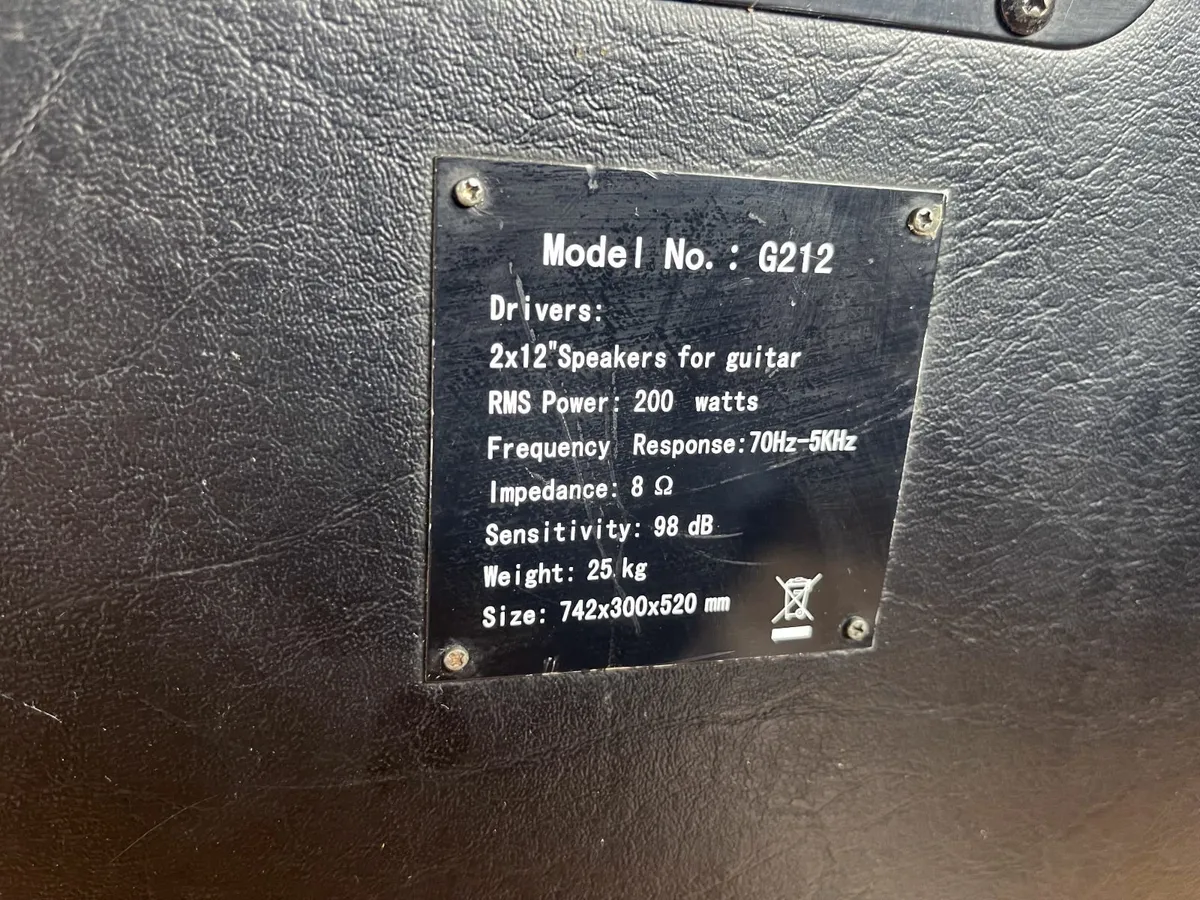 Model No.: G212
Drivers:
2x12"Speakers for guitar
RMS Power: 200 watts
Frequency Response:70Hz-5KHz
Impedance: 8 Ω
Sensitivity: 98 dB
Weight: 25 kg
Size: 742x300x520 mm